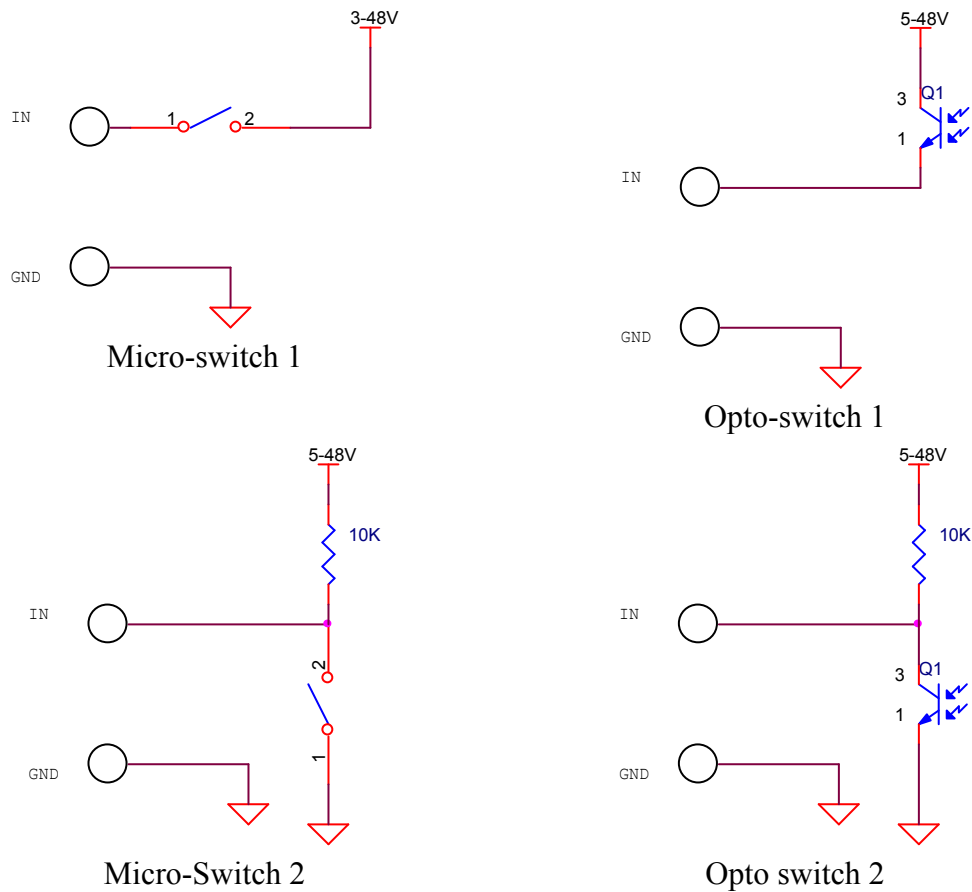 3-48V
IN
1
2
GND
Micro-switch 1
5-48V
3
Q1
1
IN
GND
Opto-switch 1
5-48V
10K
IN
2
1
GND
Micro-Switch 2
5-48V
10K
IN
3
Q1
1
GND
Opto switch 2